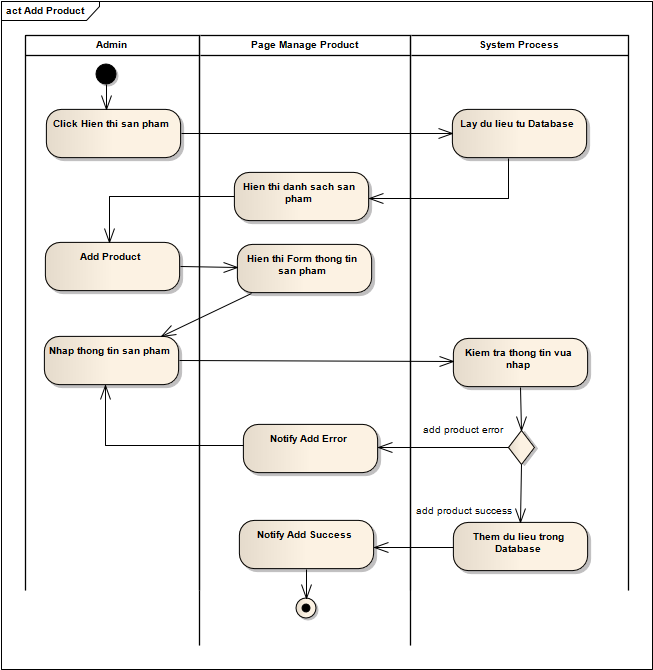 act Add Product
Admin
Page Manage Product
System Process
Click Hien thi san pham
Lay du lieu tu Database
Hien thi danh sach san
pham
Add Product
Hien thi Form thong tin
san pham
Nhap thong tin san pham
Kiem tra thong tin vua
nhap
add product error
Notify Add Error
add product success
Notify Add Success
Them du lieu trong
Database